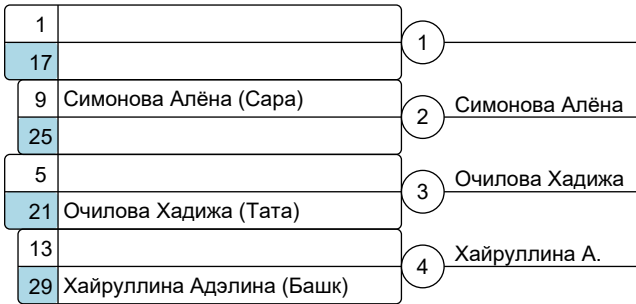 1
17
1
9 Симонова Алёна (Сара)
25
2 Симонова Алёна
5
21 Очилова Хадижа (Тата)
3 Очилова Хадижа
13
29 Хайруллина Адэлина (Башк)
4 Хайруллина А.